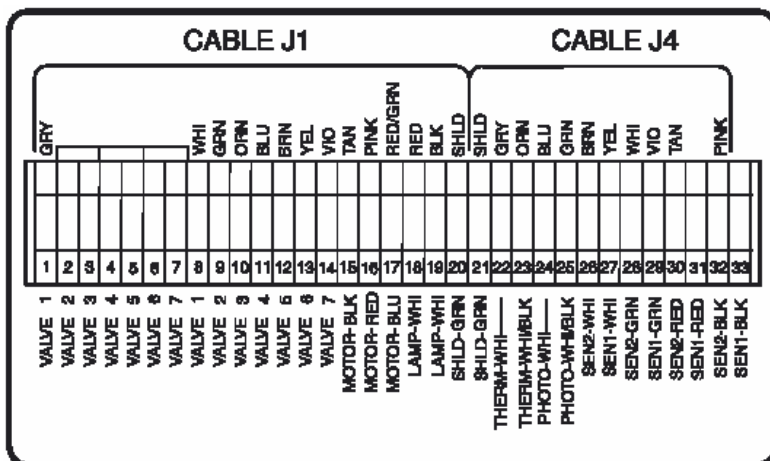 CABLE J1 CABLE J4
GRY WHI GRN ORN BLU BRN YEL VIO TAN PINK RED/GRN RED BLK SHLD SHLD GRY ORN BLU GRN BRN YEL WHI VIO TAN PINK
1 2 3 4 5 6 7 8 9 10 11 12 13 14 15 16 17 18 19 20 21 22 23 24 25 26 27 28 29 30 31 32 33
VALVE 1
VALVE 2
VALVE 3
VALVE 4
VALVE 5
VALVE 6
VALVE 7
VALVE 1
VALVE 2
VALVE 3
VALVE 4
VALVE 5
VALVE 6
VALVE 7
MOTOR-BLK
MOTOR-RED
MOTOR-BLU
LAMP-WHI
LAMP-WHI
SHLD-GRN
SHLD-GRN
THERM-WHI
THERM-WHI/BLK
PHOTO-WHI
PHOTO-WHI/BLK
SEN2-WHI
SEN1-WHI
SEN2-GRN
SEN1-GRN
SEN2-RED
SEN1-RED
SEN2-BLK
SEN1-BLK